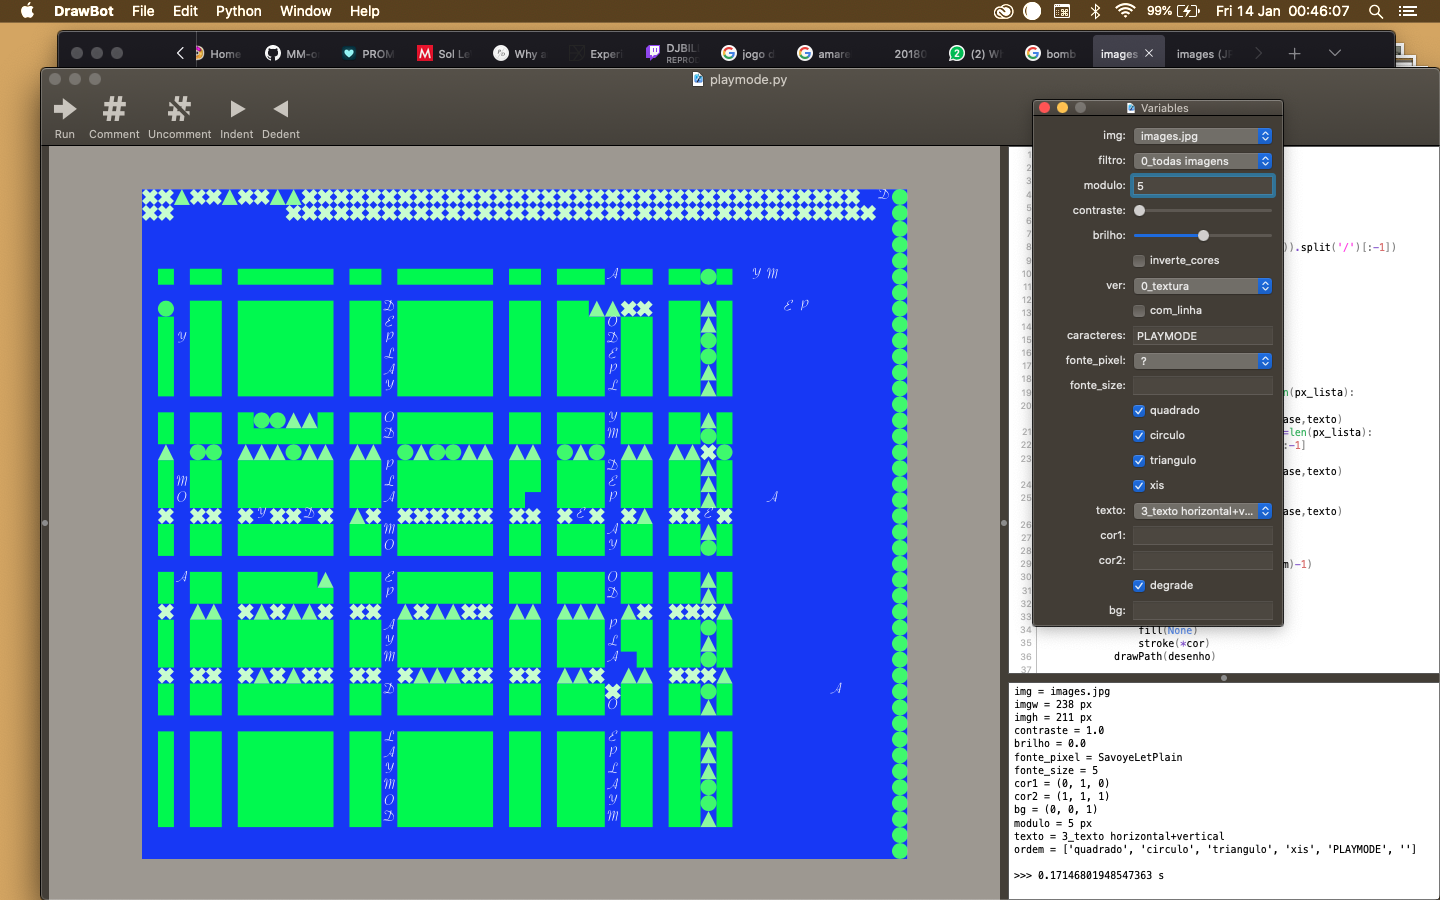 DrawBot File Edit Python Window Help 99% Fri 14 Jan 00:46:07
Home MM-o PROM Sol Le Why a Experi DJBIL jogo d amare 20180 (2) W bomb images images (J
REPROD
playmode.py
Run Comment Uncomment Indent Dedent
Variables
img: images.jpg
filtro: 0_todas imagens
modulo: 5
contraste:
brilho:
inverte_cores
ver: 0_textura
com_linha
caracteres: PLAYMODE
fonte_pixel: ?
fonte_size:
quadrado
circulo
triangulo
xis
texto: 3_texto horizontal+v...
cor1:
cor2:
degrade
bg:
)).split('/')[:-1])
n(px_lista):
ase,texto)
=len(px_lista):
:-1]
ase,texto)
ase,texto)
m)-1)
34 fill(None)
35 stroke(*cor)
36 drawPath(desenho)
37
img = images.jpg
imgw = 238 px
imgh = 211 px
contraste = 1.0
brilho = 0.0
fonte_pixel = SavoyeLetPlain
fonte_size = 5
cor1 = (0, 1, 0)
cor2 = (1, 1, 1)
bg = (0, 0, 1)
modulo = 5 px
texto = 3_texto horizontal+vertical
ordem = ['quadrado', 'circulo', 'triangulo', 'xis', 'PLAYMODE', '']
>>> 0.17146801948547363 s